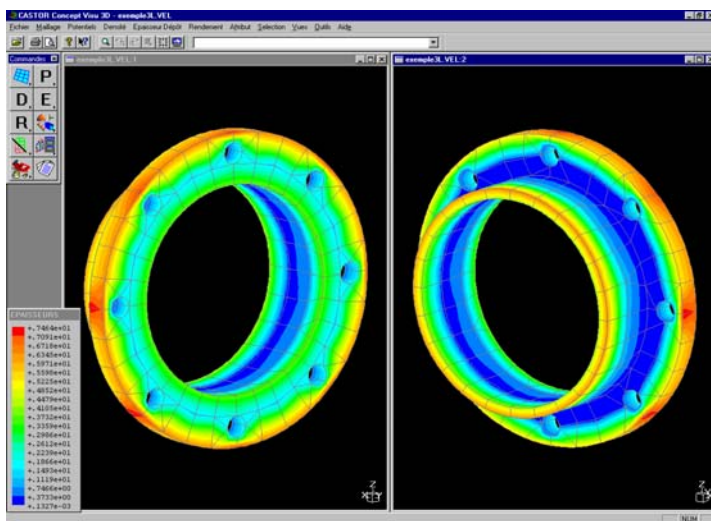 CASTOR Concept Visu 3D - exemple3L.VEL
Fichier Maillage Potentiels Densité Epaisseur Dépôt Rendement Attribut Selection Vues Outils Aide
Commandes
P
D E
R
exemple3L.VEL:1
exemple3L.VEL:2
EPAISSEURS
+.7464e+01
+.7091e+01
+.6718e+01
+.6345e+01
+.5971e+01
+.5598e+01
+.5225e+01
+.4852e+01
+.4479e+01
+.4105e+01
+.3732e+01
+.3359e+01
+.2986e+01
+.2612e+01
+.2239e+01
+.1866e+01
+.1493e+01
+.1119e+01
+.7466e+00
+.3733e+00
+.1327e-03
Z
X Y
Z
X Y
NUM